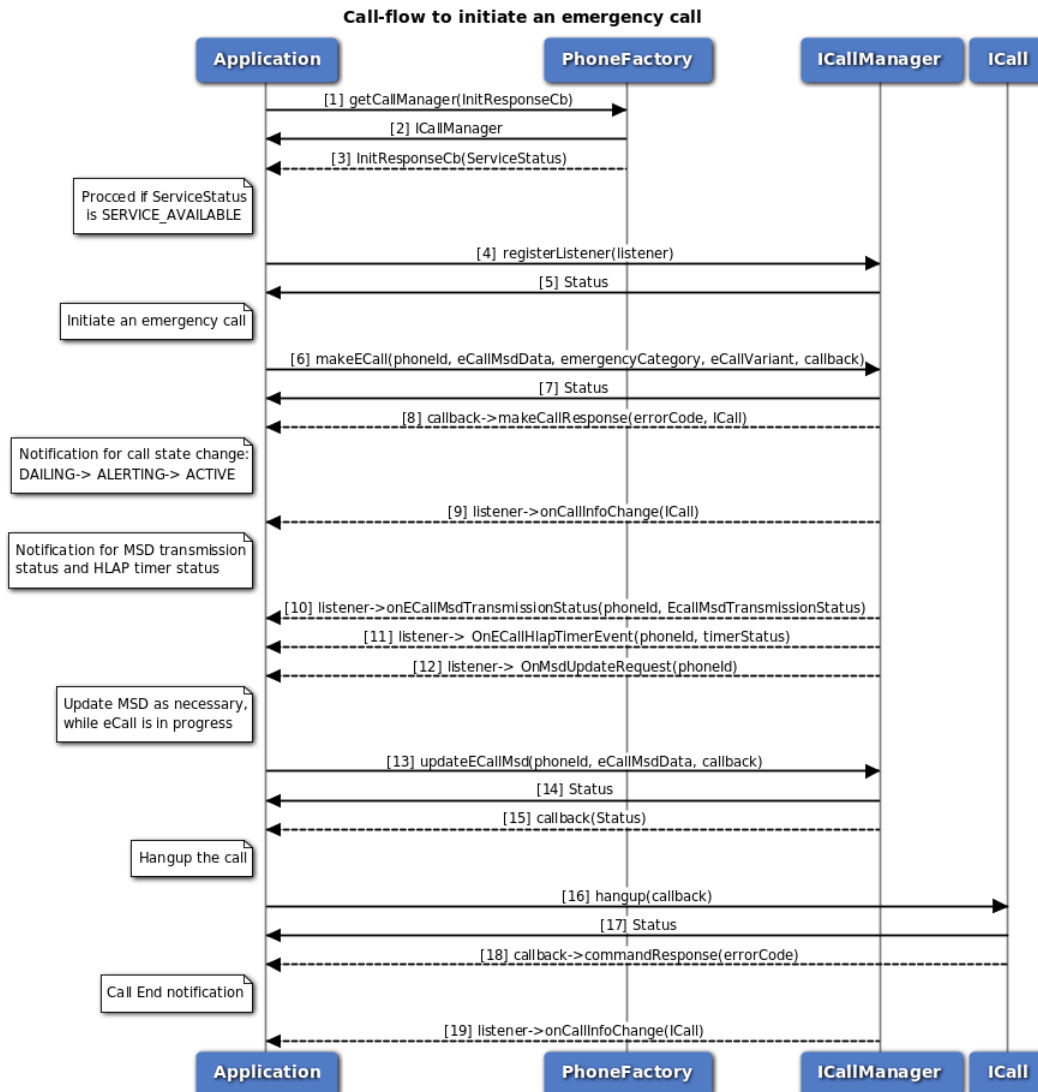 Call-flow to initiate an emergency call
Application
PhoneFactory
ICallManager
ICall
[1] getCallManager(InitResponseCb)
[2] ICallManager
[3] InitResponseCb(ServiceStatus)
Procced if ServiceStatus
is SERVICE_AVAILABLE
[4] registerListener(listener)
[5] Status
Initiate an emergency call
[6] makeECall(phoneId, eCallMsdData, emergencyCategory, eCallVariant, callback)
[7] Status
[8] callback->makeCallResponse(errorCode, ICall)
Notification for call state change:
DAILING-> ALERTING-> ACTIVE
[9] listener->onCallInfoChange(ICall)
Notification for MSD transmission
status and HLAP timer status
[10] listener->onECallMsdTransmissionStatus(phoneId, EcallMsdTransmissionStatus)
[11] listener-> OnECallHlapTimerEvent(phoneId, timerStatus)
[12] listener-> OnMsdUpdateRequest(phoneId)
Update MSD as necessary,
while eCall is in progress
[13] updateECallMsd(phoneId, eCallMsdData, callback)
[14] Status
[15] callback(Status)
Hangup the call
[16] hangup(callback)
[17] Status
[18] callback->commandResponse(errorCode)
Call End notification
[19] listener->onCallInfoChange(ICall)
Application
PhoneFactory
ICallManager
ICall